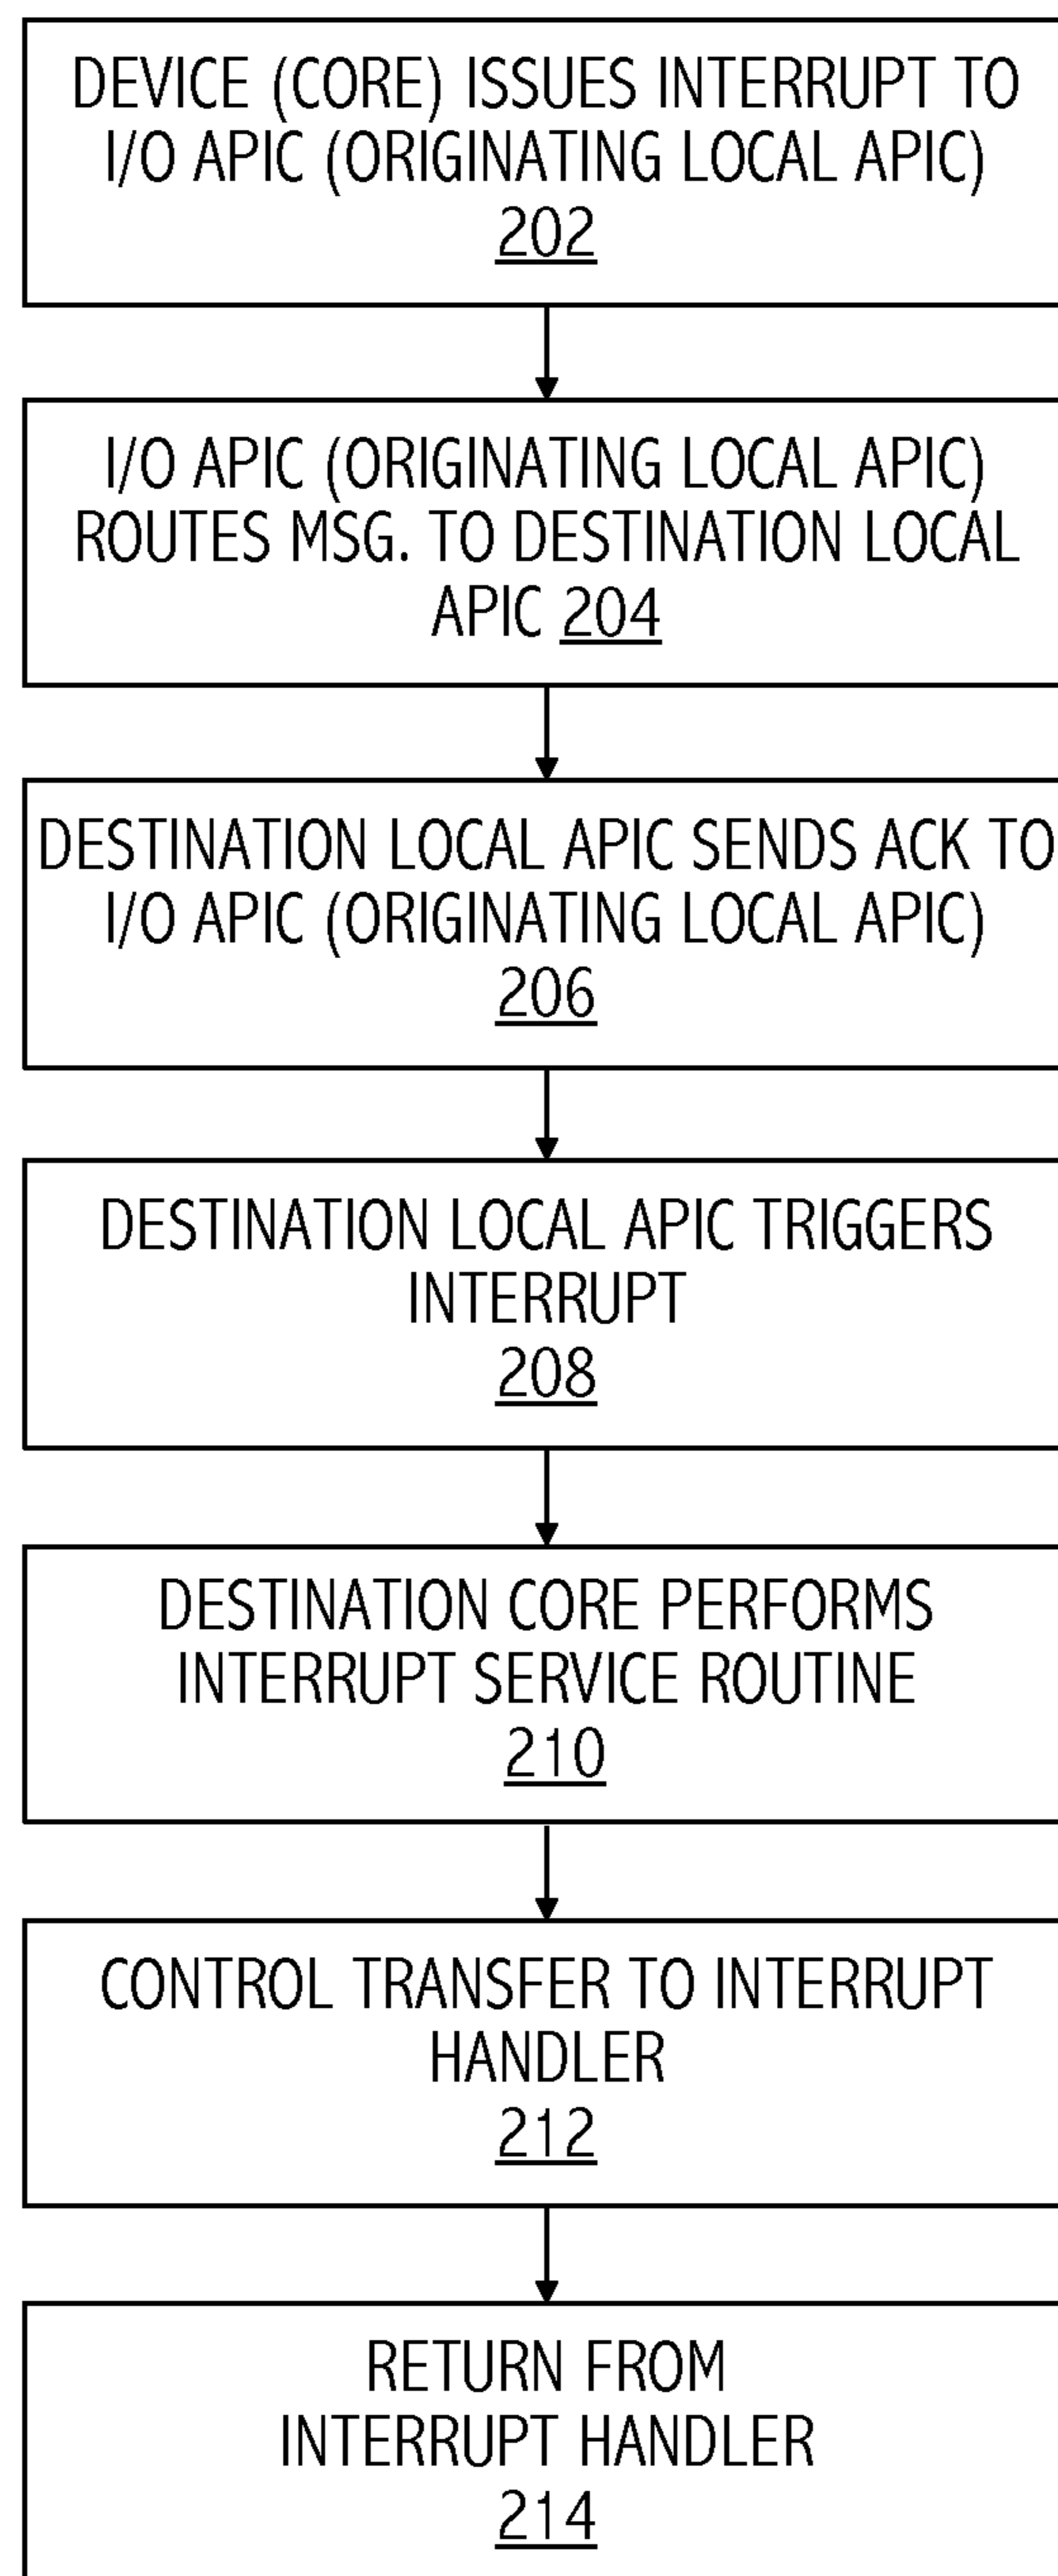 DEVICE (CORE) ISSUES INTERRUPT TO
I/O APIC (ORIGINATING LOCAL APIC)
202
I/O APIC (ORIGINATING LOCAL APIC)
ROUTES MSG. TO DESTINATION LOCAL
APIC 204
DESTINATION LOCAL APIC SENDS ACK TO
I/O APIC (ORIGINATING LOCAL APIC)
206
DESTINATION LOCAL APIC TRIGGERS
INTERRUPT
208
DESTINATION CORE PERFORMS
INTERRUPT SERVICE ROUTINE
210
CONTROL TRANSFER TO INTERRUPT
HANDLER
212
RETURN FROM
INTERRUPT HANDLER
214